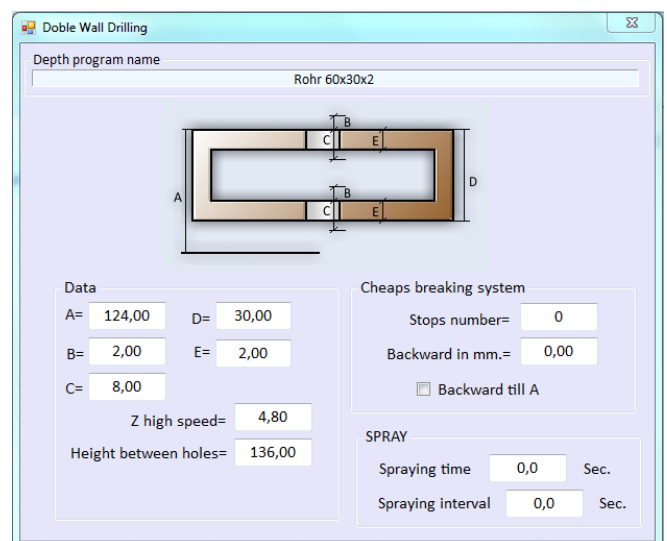 Doble Wall Drilling
Depth program name
Rohr 60x30x2
B
C E
A D
B
C E
Data
A= 124,00 D= 30,00
B= 2,00 E= 2,00
C= 8,00
Z high speed= 4,80
Height between holes= 136,00
Cheaps breaking system
Stops number= 0
Backward in mm.= 0,00
Backward till A
SPRAY
Spraying time 0,0 Sec.
Spraying interval 0,0 Sec.